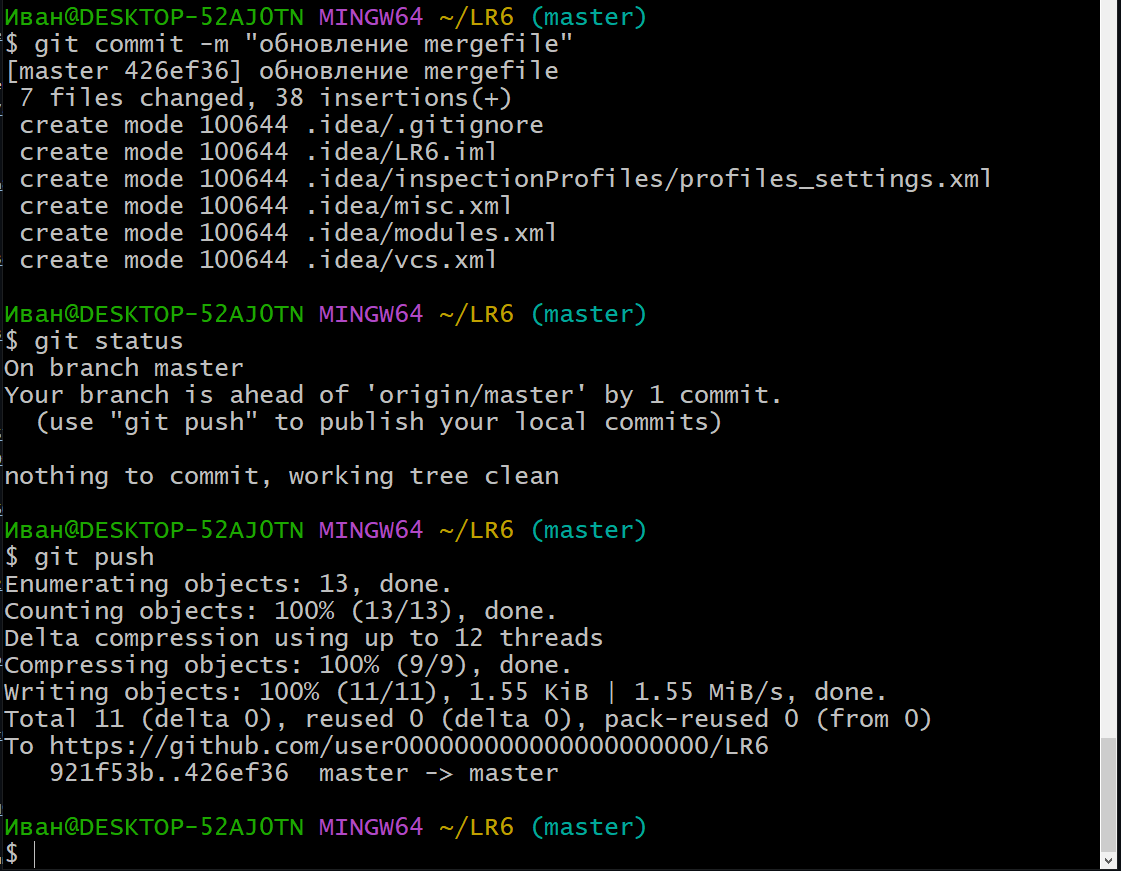 Иван@DESKTOP-52AJ0TN MINGW64 ~/LR6 (master)
$ git commit -m "обновление mergefile"
[master 426ef36] обновление mergefile
 7 files changed, 38 insertions(+)
 create mode 100644 .idea/.gitignore
 create mode 100644 .idea/LR6.iml
 create mode 100644 .idea/inspectionProfiles/profiles_settings.xml
 create mode 100644 .idea/misc.xml
 create mode 100644 .idea/modules.xml
 create mode 100644 .idea/vcs.xml

Иван@DESKTOP-52AJ0TN MINGW64 ~/LR6 (master)
$ git status
On branch master
Your branch is ahead of 'origin/master' by 1 commit.
  (use "git push" to publish your local commits)

nothing to commit, working tree clean

Иван@DESKTOP-52AJ0TN MINGW64 ~/LR6 (master)
$ git push
Enumerating objects: 13, done.
Counting objects: 100% (13/13), done.
Delta compression using up to 12 threads
Compressing objects: 100% (9/9), done.
Writing objects: 100% (11/11), 1.55 KiB | 1.55 MiB/s, done.
Total 11 (delta 0), reused 0 (delta 0), pack-reused 0 (from 0)
To https://github.com/user000000000000000000000/LR6
   921f53b..426ef36  master -> master

Иван@DESKTOP-52AJ0TN MINGW64 ~/LR6 (master)
$